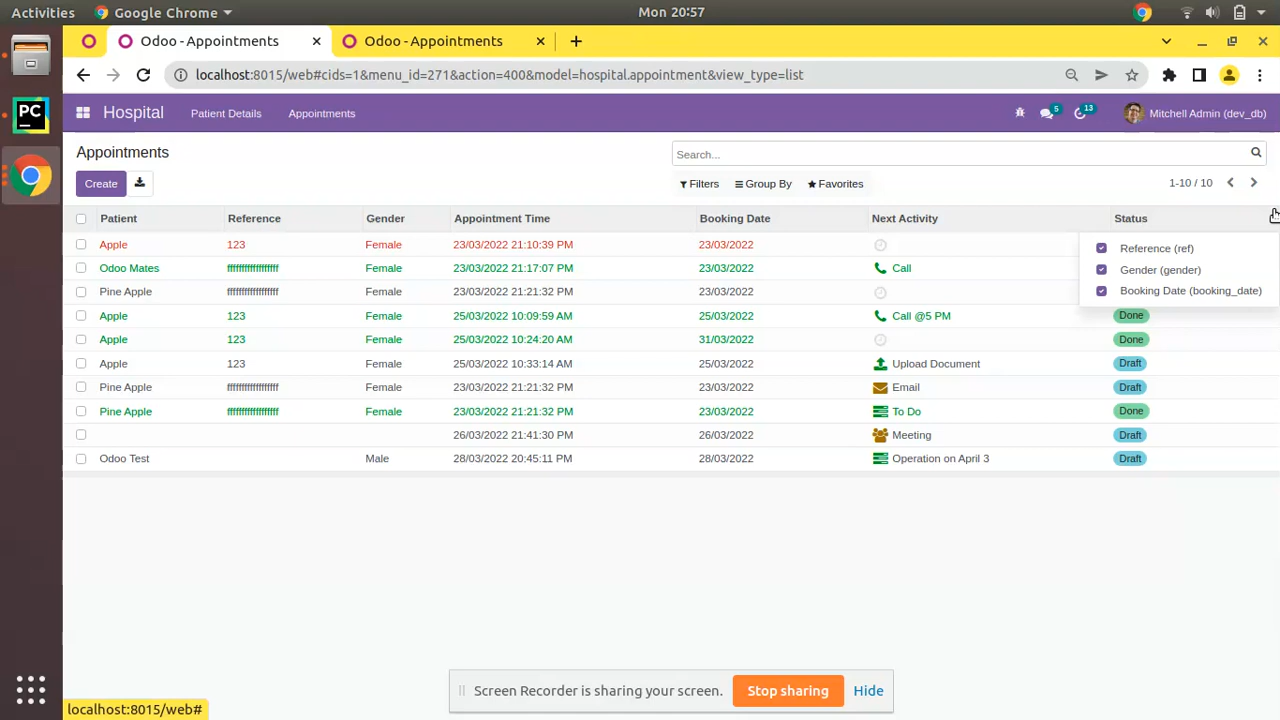 Activities Google Chrome Mon 20:57
Odoo - Appointments Odoo - Appointments
localhost:8015/web#cids=1&menu_id=271&action=400&model=hospital.appointment&view_type=list
PC Hospital Patient Details Appointments 5 13 Mitchell Admin (dev_db)
Appointments Search...
Create Filters Group By Favorites 1-10 / 10
Patient Reference Gender Appointment Time Booking Date Next Activity Status
Apple 123 Female 23/03/2022 21:10:39 PM 23/03/2022
Reference (ref)
Odoo Mates ffffffffffffffffff Female 23/03/2022 21:17:07 PM 23/03/2022 Call
Gender (gender)
Pine Apple ffffffffffffffffff Female 23/03/2022 21:21:32 PM 23/03/2022
Booking Date (booking_date)
Apple 123 Female 25/03/2022 10:09:59 AM 25/03/2022 Call @5 PM Done
Apple 123 Female 25/03/2022 10:24:20 AM 31/03/2022 Done
Apple 123 Female 25/03/2022 10:33:14 AM 25/03/2022 Upload Document Draft
Pine Apple ffffffffffffffffff Female 23/03/2022 21:21:32 PM 23/03/2022 Email Draft
Pine Apple ffffffffffffffffff Female 23/03/2022 21:21:32 PM 23/03/2022 To Do Done
26/03/2022 21:41:30 PM 26/03/2022 Meeting Draft
Odoo Test Male 28/03/2022 20:45:11 PM 28/03/2022 Operation on April 3 Draft
Screen Recorder is sharing your screen. Stop sharing Hide
localhost:8015/web#